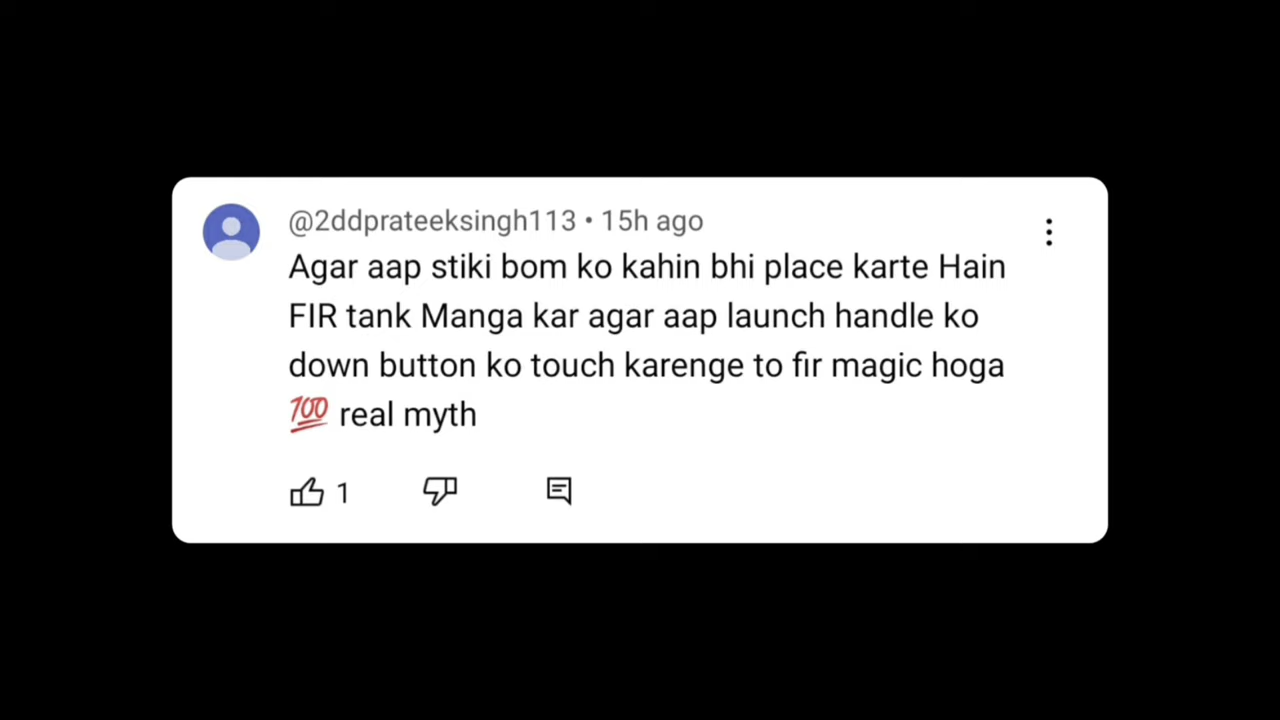 @2ddprateeksingh113 • 15h ago
Agar aap stiki bom ko kahin bhi place karte Hain
FIR tank Manga kar agar aap launch handle ko
down button ko touch karenge to fir magic hoga
💯 real myth
1